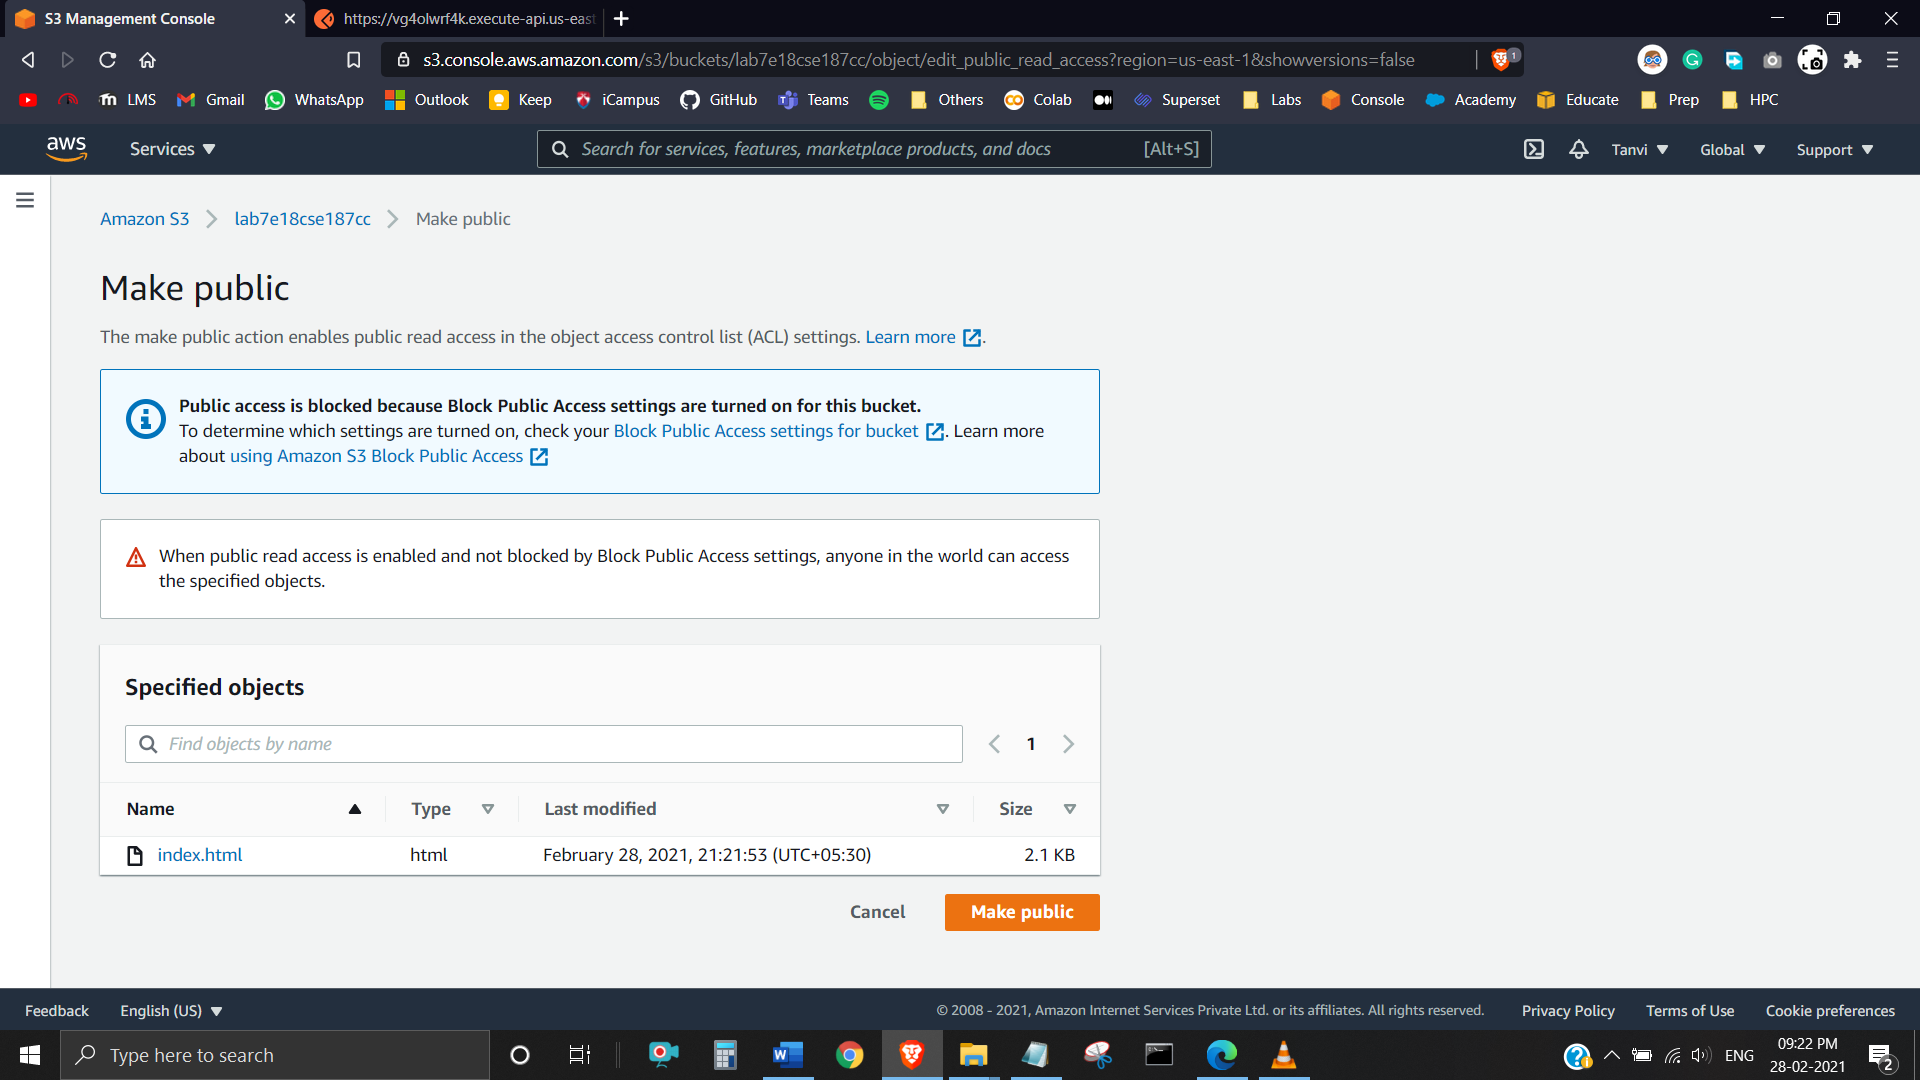 S3 Management Console
https://vg4olwrf4k.execute-api.us-east
s3.console.aws.amazon.com/s3/buckets/lab7e18cse187cc/object/edit_public_read_access?region=us-east-1&showversions=false
1
LMS Gmail WhatsApp Outlook Keep iCampus GitHub Teams Others Colab Superset Labs Console Academy Educate Prep HPC
aws Services Search for services, features, marketplace products, and docs [Alt+S] Tanvi Global Support
Amazon S3 > lab7e18cse187cc > Make public
Make public
The make public action enables public read access in the object access control list (ACL) settings. Learn more .
Public access is blocked because Block Public Access settings are turned on for this bucket.
To determine which settings are turned on, check your Block Public Access settings for bucket . Learn more
about using Amazon S3 Block Public Access
When public read access is enabled and not blocked by Block Public Access settings, anyone in the world can access
the specified objects.
Specified objects
Find objects by name
1
Name Type Last modified Size
index.html html February 28, 2021, 21:21:53 (UTC+05:30) 2.1 KB
Cancel Make public
Feedback English (US) © 2008 - 2021, Amazon Internet Services Private Ltd. or its affiliates. All rights reserved. Privacy Policy Terms of Use Cookie preferences
Type here to search
ENG
09:22 PM
28-02-2021
2